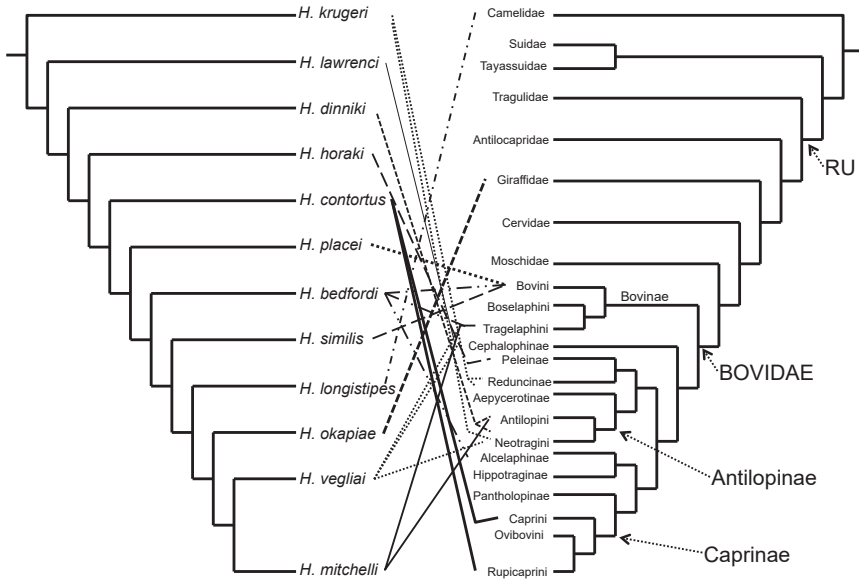 H. krugeri
H. lawrenci
H. dinniki
H. horaki
H. contortus
H. placei
H. bedfordi
H. similis
H. longistipes
H. okapiae
H. vegliai
H. mitchelli
Camelidae
Suidae
Tayassuidae
Tragulidae
Antilocapridae
Giraffidae
Cervidae
Moschidae
Bovini
Boselaphini
Tragelaphini
Cephalophinae
Peleinae
Reduncinae
Aepycerotinae
Antilopini
Neotragini
Alcelaphinae
Hippotraginae
Pantholopinae
Caprini
Ovibovini
Rupicaprini
Bovinae
RU
BOVIDAE
Antilopinae
Caprinae